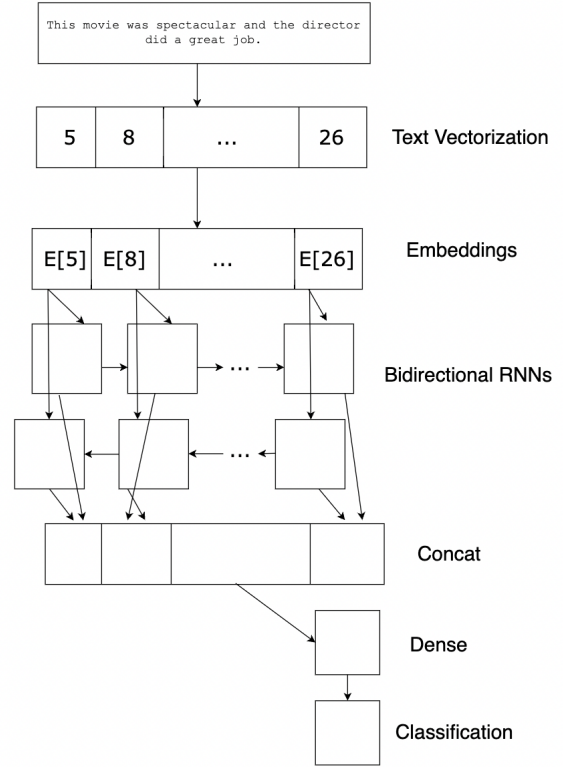 This movie was spectacular and the director
did a great job.
5 8 ... 26 Text Vectorization
Embeddings
E[5] E[8] ... E[26]
Bidirectional RNNs
...
...
Concat
Dense
Classification